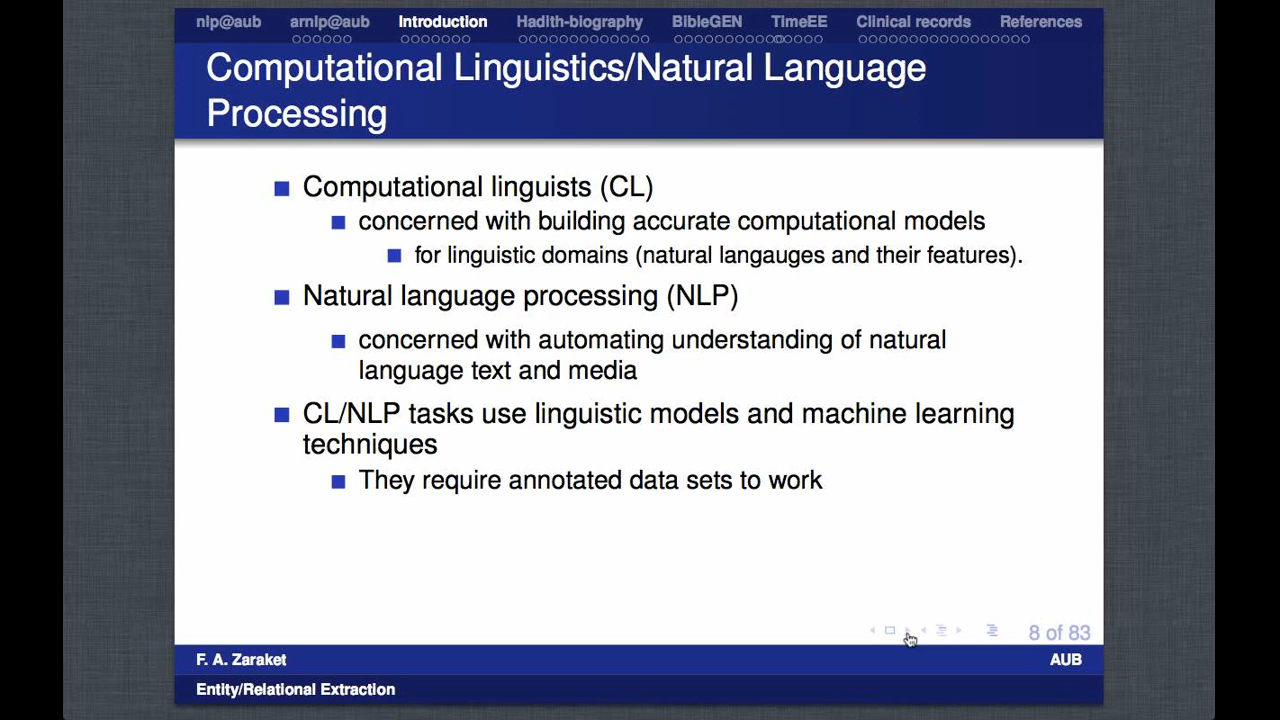 nlp@aub arnlp@aub Introduction Hadith-biography BibleGEN TimeEE Clinical records References
Computational Linguistics/Natural Language
Processing
Computational linguists (CL)
concerned with building accurate computational models
for linguistic domains (natural langauges and their features).
Natural language processing (NLP)
concerned with automating understanding of natural
language text and media
CL/NLP tasks use linguistic models and machine learning
techniques
They require annotated data sets to work
8 of 83
F. A. Zaraket AUB
Entity/Relational Extraction